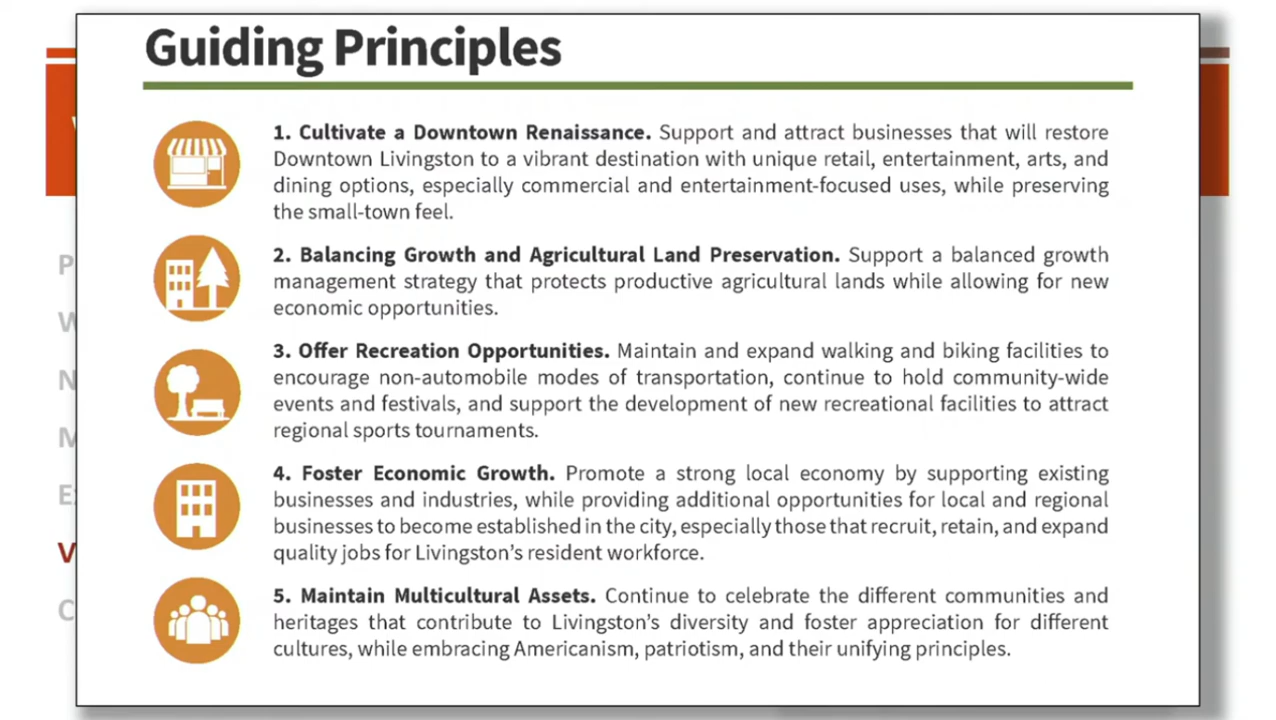 Guiding Principles
1. Cultivate a Downtown Renaissance. Support and attract businesses that will restore
Downtown Livingston to a vibrant destination with unique retail, entertainment, arts, and
dining options, especially commercial and entertainment-focused uses, while preserving
the small-town feel.
2. Balancing Growth and Agricultural Land Preservation. Support a balanced growth
management strategy that protects productive agricultural lands while allowing for new
economic opportunities.
3. Offer Recreation Opportunities. Maintain and expand walking and biking facilities to
encourage non-automobile modes of transportation, continue to hold community-wide
events and festivals, and support the development of new recreational facilities to attract
regional sports tournaments.
4. Foster Economic Growth. Promote a strong local economy by supporting existing
businesses and industries, while providing additional opportunities for local and regional
businesses to become established in the city, especially those that recruit, retain, and expand
quality jobs for Livingston's resident workforce.
5. Maintain Multicultural Assets. Continue to celebrate the different communities and
heritages that contribute to Livingston's diversity and foster appreciation for different
cultures, while embracing Americanism, patriotism, and their unifying principles.